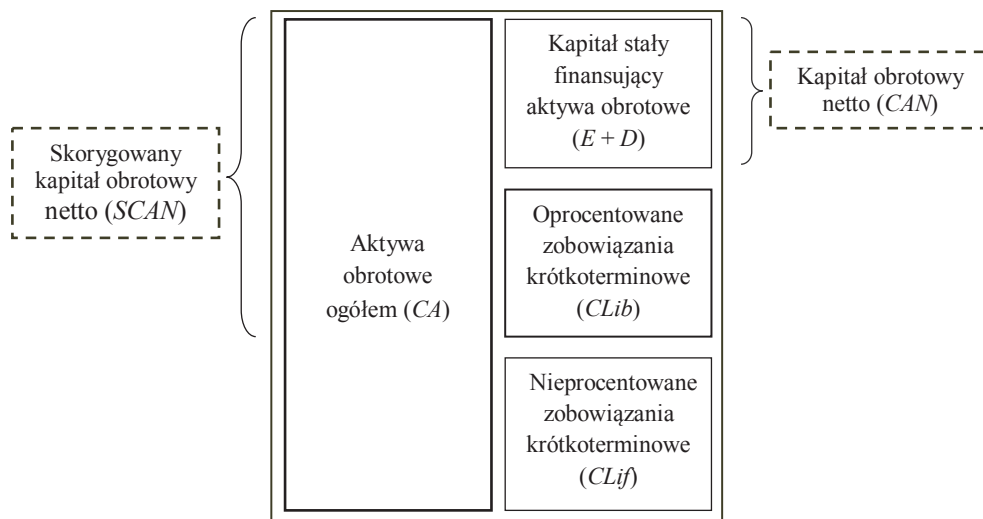 Skorygowany
kapitał obrotowy
netto (SCAN)
Aktywa
obrotowe
ogółem (CA)
Kapitał stały
finansujący
aktywa obrotowe
(E + D)
Oprocentowane
zobowiązania
krótkoterminowe
(CLib)
Nieprocentowane
zobowiązania
krótkoterminowe
(CLif)
Kapitał obrotowy
netto (CAN)